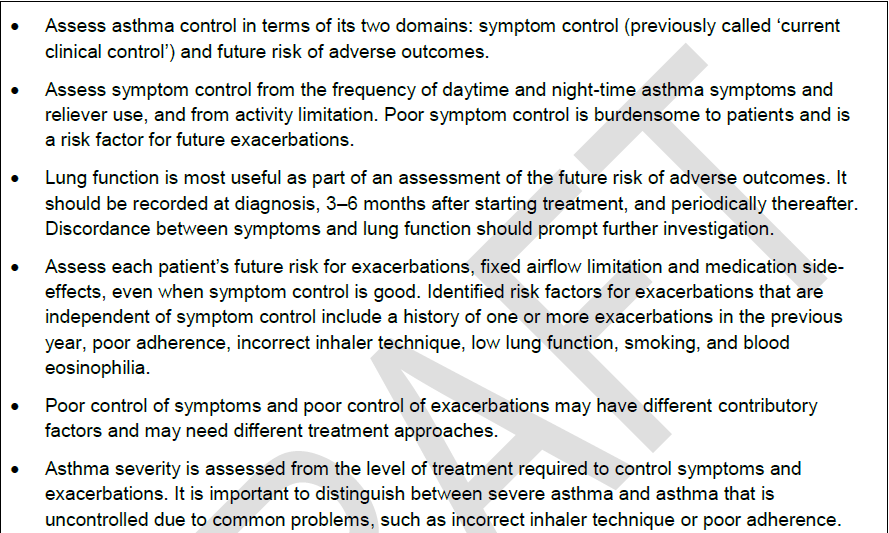 • Assess asthma control in terms of its two domains: symptom control (previously called ‘current
clinical control’) and future risk of adverse outcomes.
• Assess symptom control from the frequency of daytime and night-time asthma symptoms and
reliever use, and from activity limitation. Poor symptom control is burdensome to patients and is
a risk factor for future exacerbations.
• Lung function is most useful as part of an assessment of the future risk of adverse outcomes. It
should be recorded at diagnosis, 3–6 months after starting treatment, and periodically thereafter.
Discordance between symptoms and lung function should prompt further investigation.
• Assess each patient’s future risk for exacerbations, fixed airflow limitation and medication side-
effects, even when symptom control is good. Identified risk factors for exacerbations that are
independent of symptom control include a history of one or more exacerbations in the previous
year, poor adherence, incorrect inhaler technique, low lung function, smoking, and blood
eosinophilia.
• Poor control of symptoms and poor control of exacerbations may have different contributory
factors and may need different treatment approaches.
• Asthma severity is assessed from the level of treatment required to control symptoms and
exacerbations. It is important to distinguish between severe asthma and asthma that is
uncontrolled due to common problems, such as incorrect inhaler technique or poor adherence.
RAFT